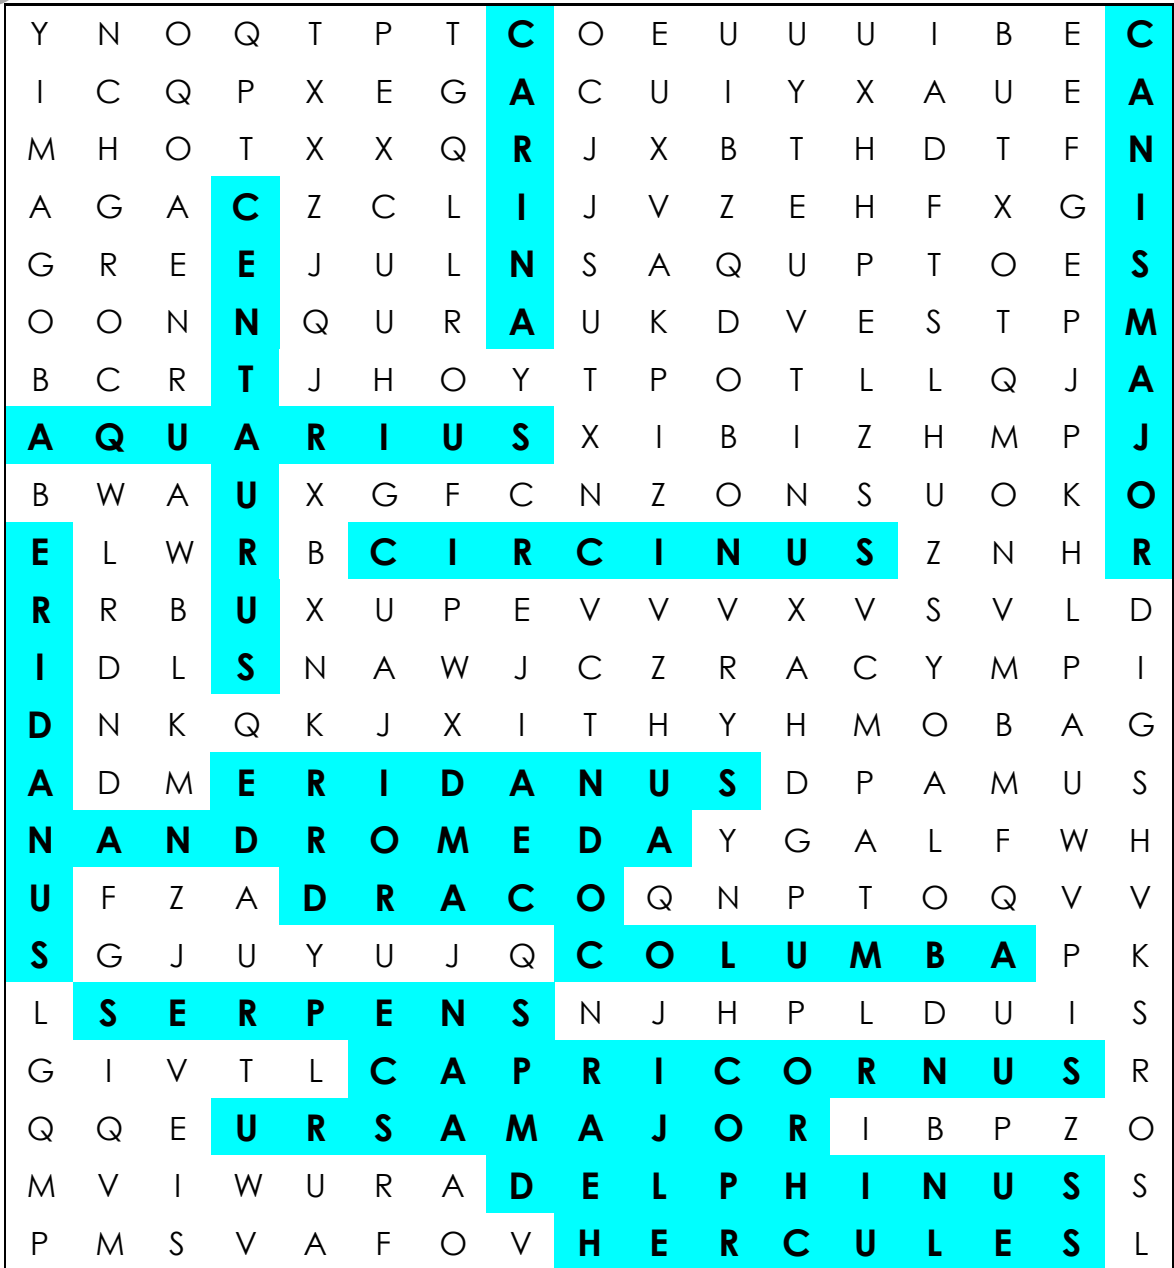 Y N O Q T P T C O E U U U I B E C
I C Q P X E G A C U I Y X A U E A
M H O T X X Q R J X B T H D T F N
A G A C Z C L I J V Z E H F X G I
G R E E J U L N S A Q U P T O E S
O O N N Q U R A U K D V E S T P M
B C R T J H O Y T P O T L L Q J A
A Q U A R I U S X I B I Z H M P J
B W A U X G F C N Z O N S U O K O
E L W R B C I R C I N U S Z N H R
R R B U X U P E V V V X V S V L D
I D L S N A W J C Z R A C Y M P I
D N K Q K J X I T H Y H M O B A G
A D M E R I D A N U S D P A M U S
N A N D R O M E D A Y G A L F W H
U F Z A D R A C O Q N P T O Q V V
S G J U Y U J Q C O L U M B A P K
L S E R P E N S N J H P L D U I S
G I V T L C A P R I C O R N U S R
Q Q E U R S A M A J O R I B P Z O
M V I W U R A D E L P H I N U S S
P M S V A F O V H E R C U L E S L